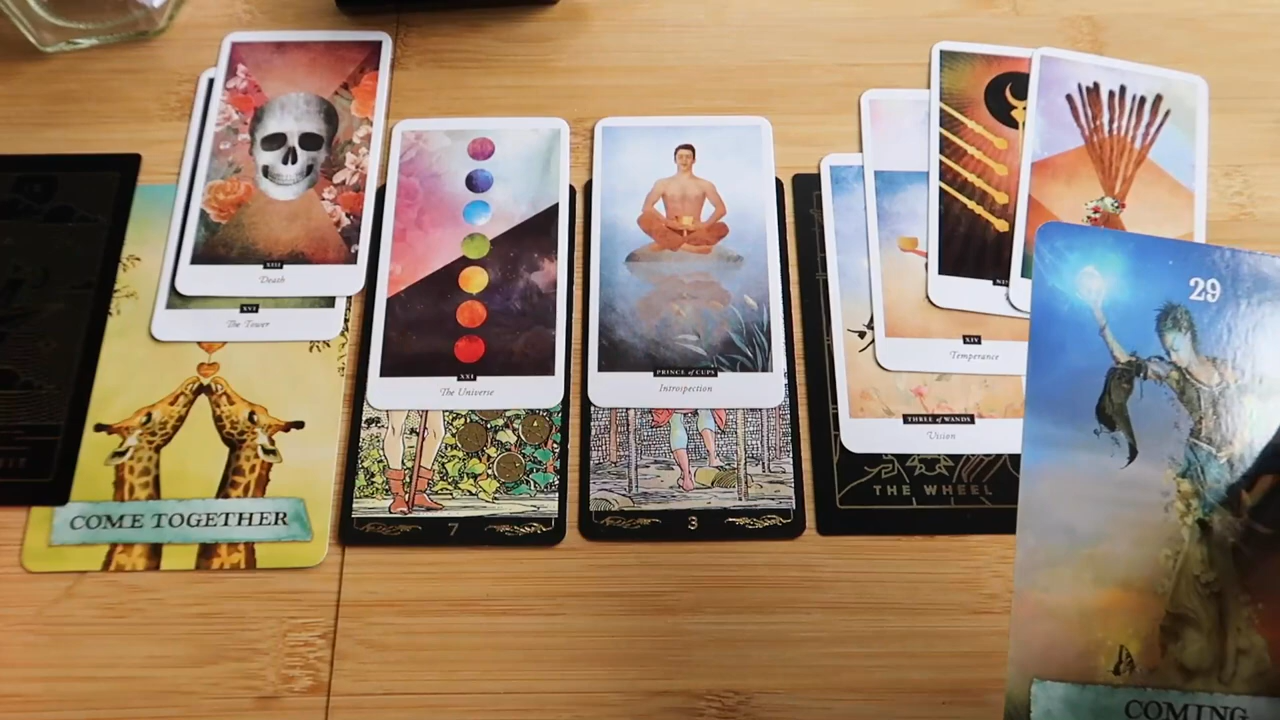 XIII
Death
XVI
The Tower
COME TOGETHER
XXI
The Universe
7
PRINCE of CUPS
Introspection
3
XIV
Temperance
THREE of WANDS
Vision
THE WHEEL
29
COMING